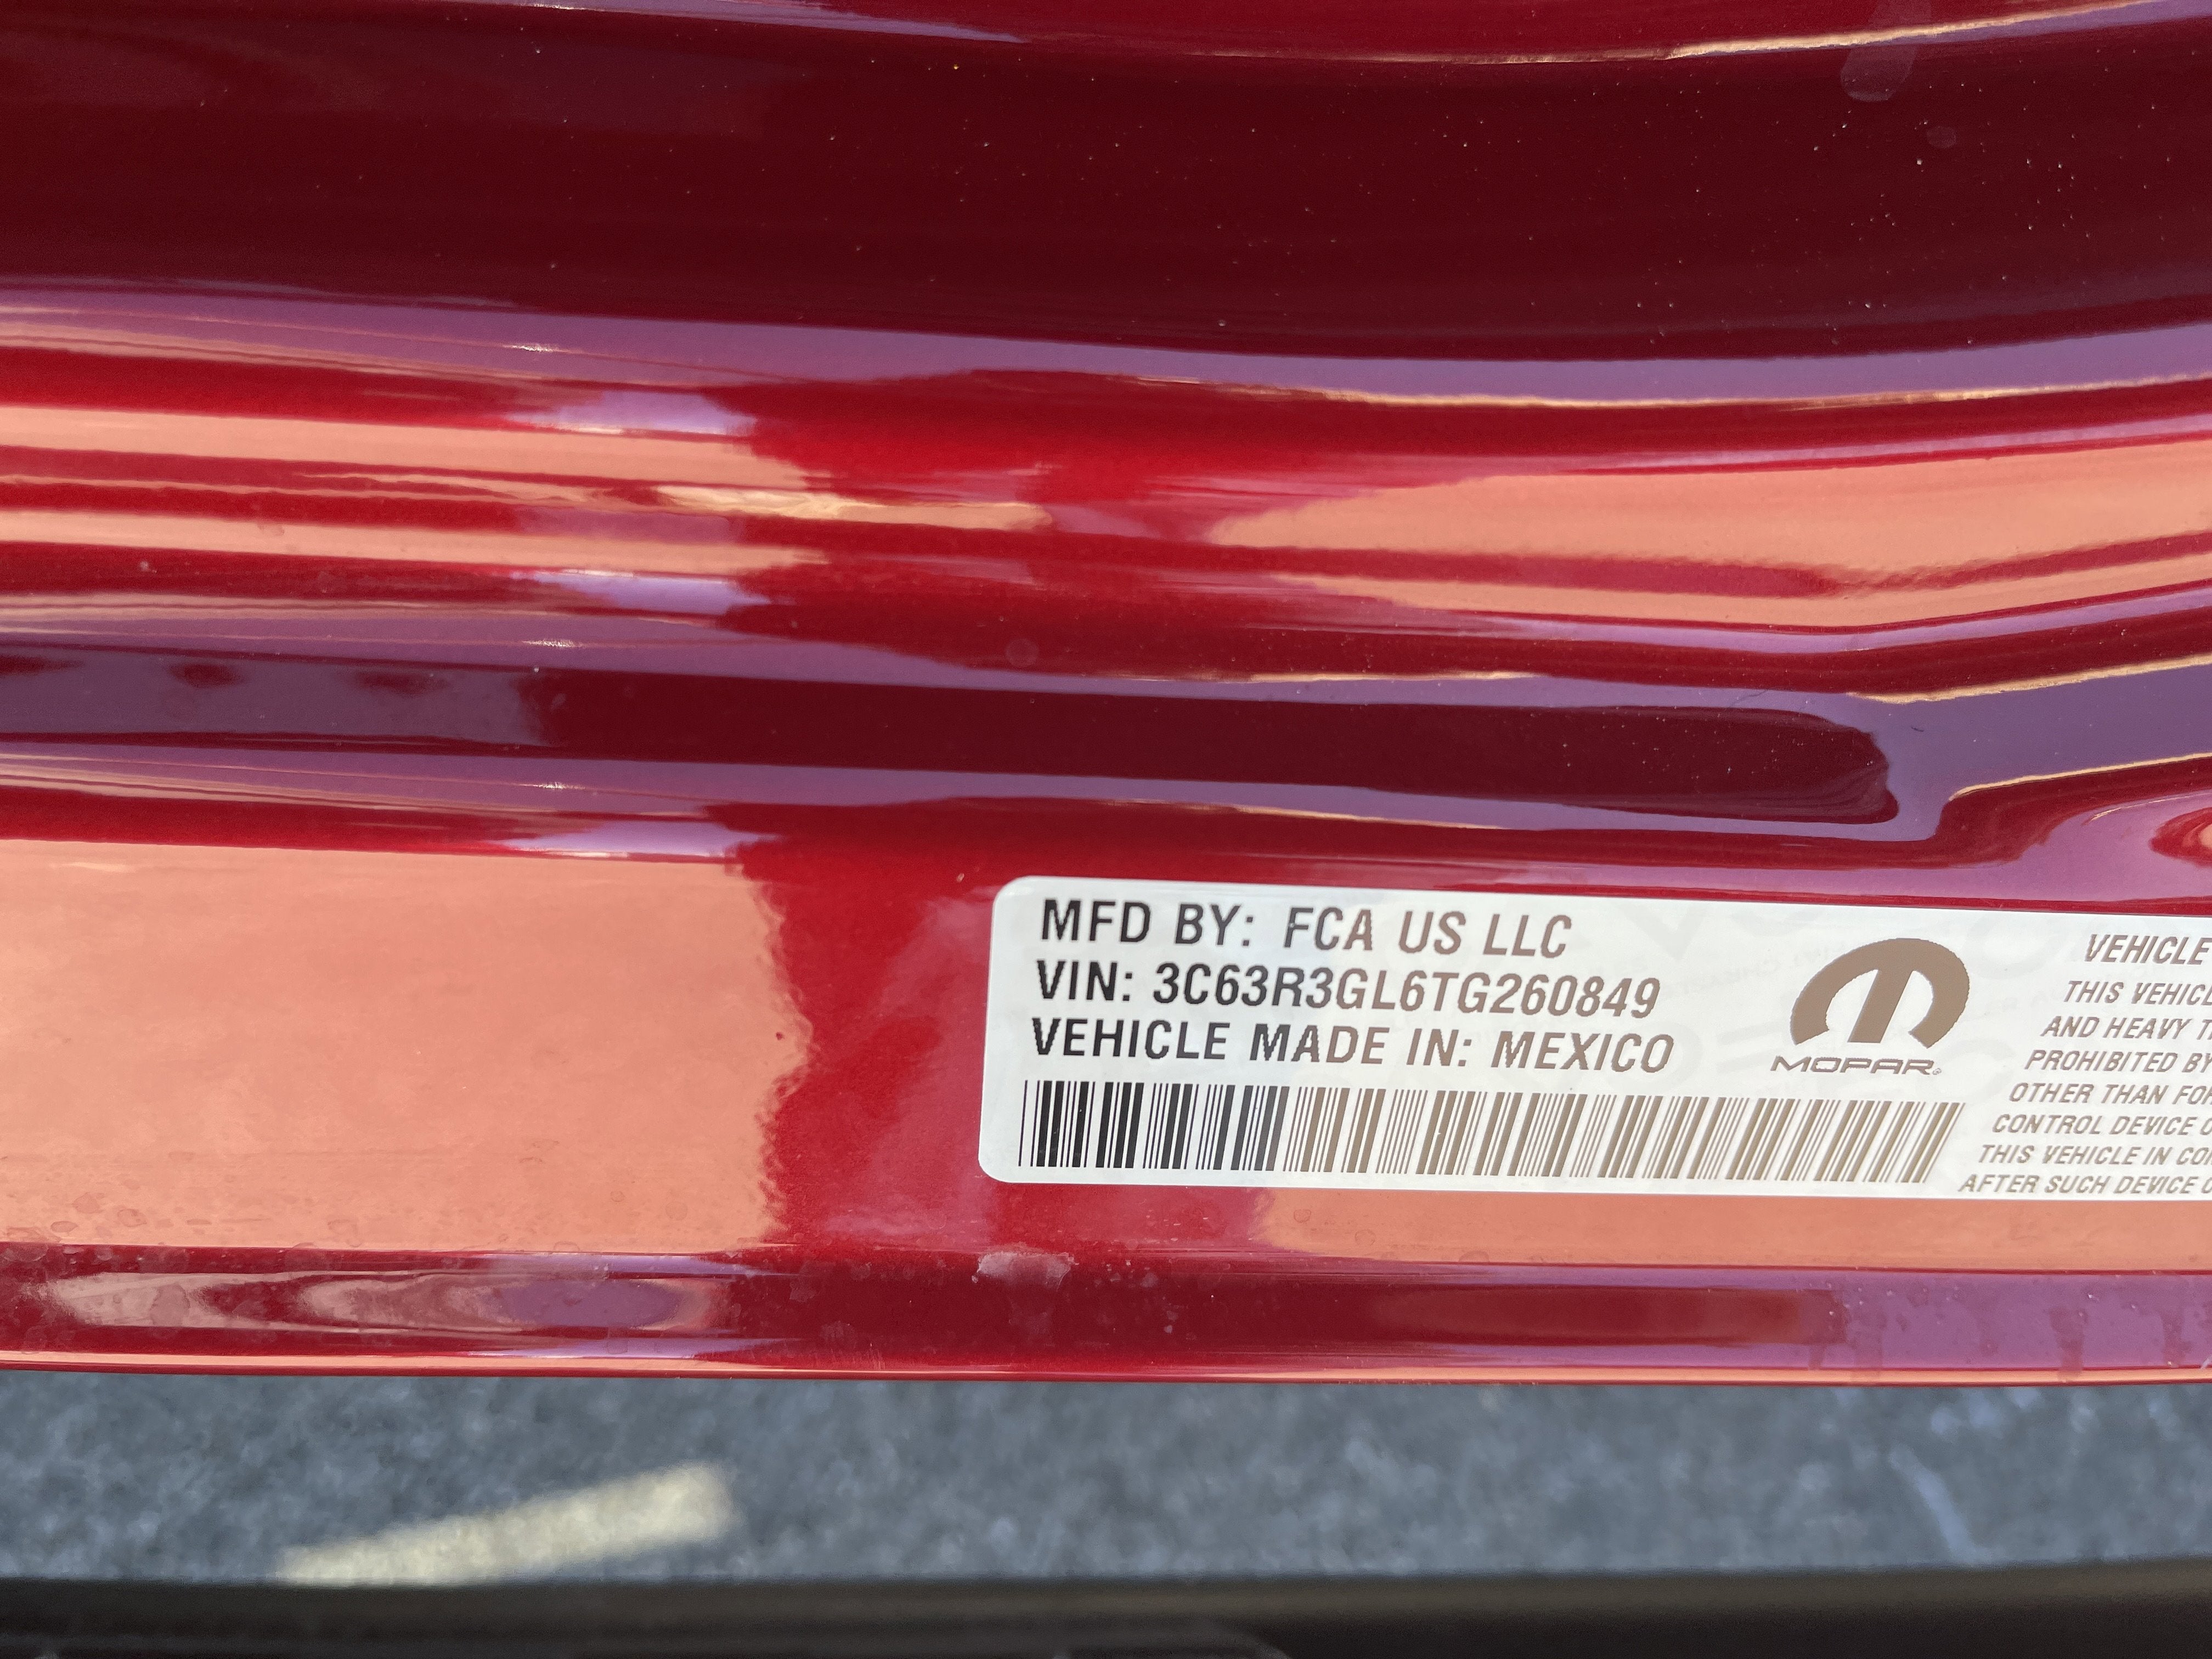 MFD BY: FCA US LLC
VIN: 3C63R3GL6TG260849
VEHICLE MADE IN: MEXICO
MOPAR
VEHICLE
THIS VEHICLE
AND HEAVY
PROHIBITED BY
OTHER THAN
CONTROL DEVICE
THIS VEHICLE IN
AFTER SUCH DEVICE